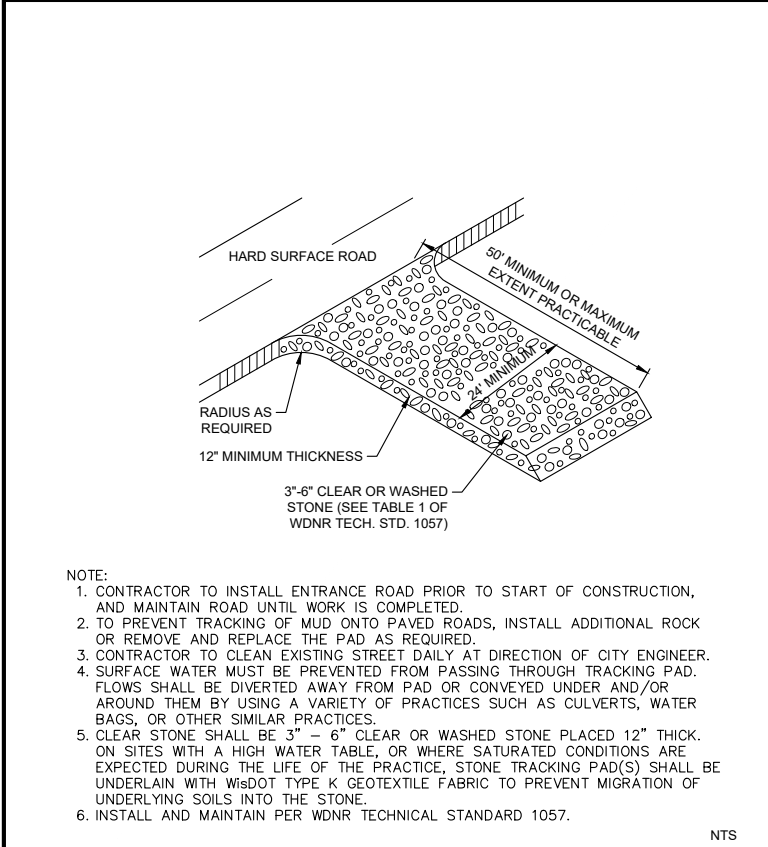 HARD SURFACE ROAD
50' MINIMUM OR MAXIMUM
EXTENT PRACTICABLE
24' MINIMUM
RADIUS AS
REQUIRED
12" MINIMUM THICKNESS
3"-6" CLEAR OR WASHED
STONE (SEE TABLE 1 OF
WDNR TECH. STD. 1057)
NOTE:
1. CONTRACTOR TO INSTALL ENTRANCE ROAD PRIOR TO START OF CONSTRUCTION,
AND MAINTAIN ROAD UNTIL WORK IS COMPLETED.
2. TO PREVENT TRACKING OF MUD ONTO PAVED ROADS, INSTALL ADDITIONAL ROCK
OR REMOVE AND REPLACE THE PAD AS REQUIRED.
3. CONTRACTOR TO CLEAN EXISTING STREET DAILY AT DIRECTION OF CITY ENGINEER.
4. SURFACE WATER MUST BE PREVENTED FROM PASSING THROUGH TRACKING PAD.
FLOWS SHALL BE DIVERTED AWAY FROM PAD OR CONVEYED UNDER AND/OR
AROUND THEM BY USING A VARIETY OF PRACTICES SUCH AS CULVERTS, WATER
BAGS, OR OTHER SIMILAR PRACTICES.
5. CLEAR STONE SHALL BE 3” – 6” CLEAR OR WASHED STONE PLACED 12” THICK.
ON SITES WITH A HIGH WATER TABLE, OR WHERE SATURATED CONDITIONS ARE
EXPECTED DURING THE LIFE OF THE PRACTICE, STONE TRACKING PAD(S) SHALL BE
UNDERLAIN WITH WisDOT TYPE K GEOTEXTILE FABRIC TO PREVENT MIGRATION OF
UNDERLYING SOILS INTO THE STONE.
6. INSTALL AND MAINTAIN PER WDNR TECHNICAL STANDARD 1057.
NTS